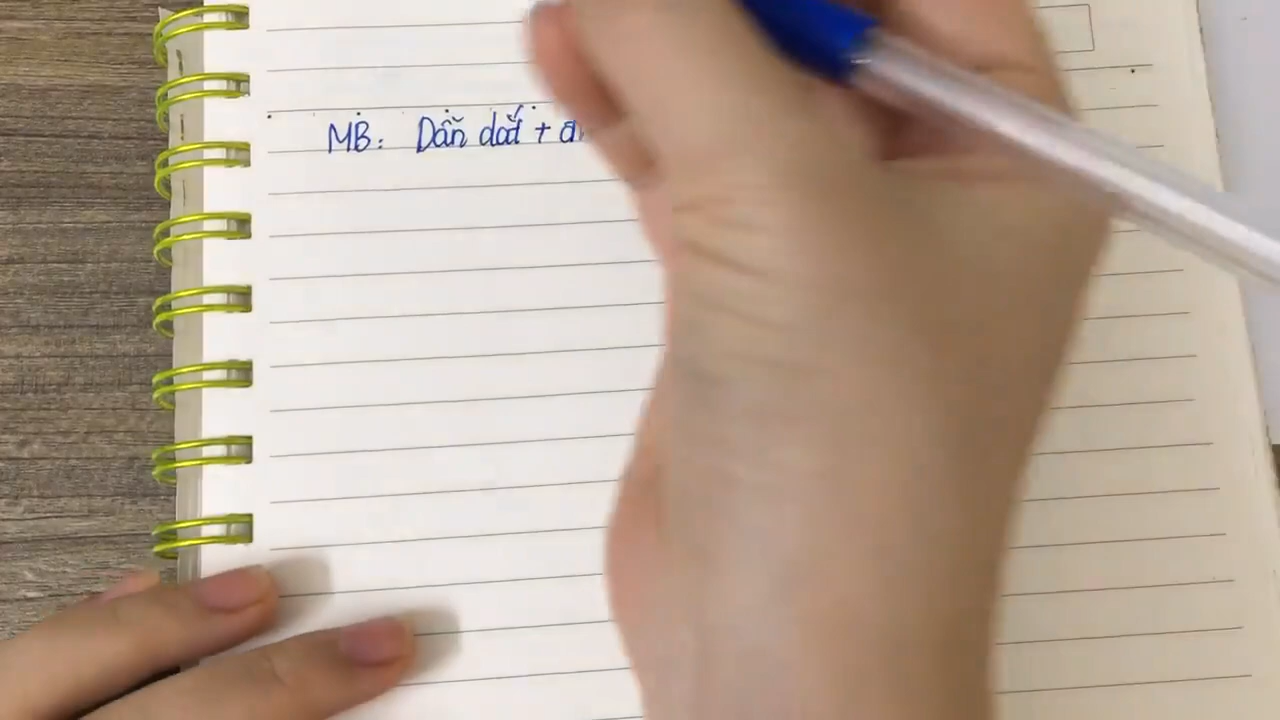 MB: Dẫn dắt +